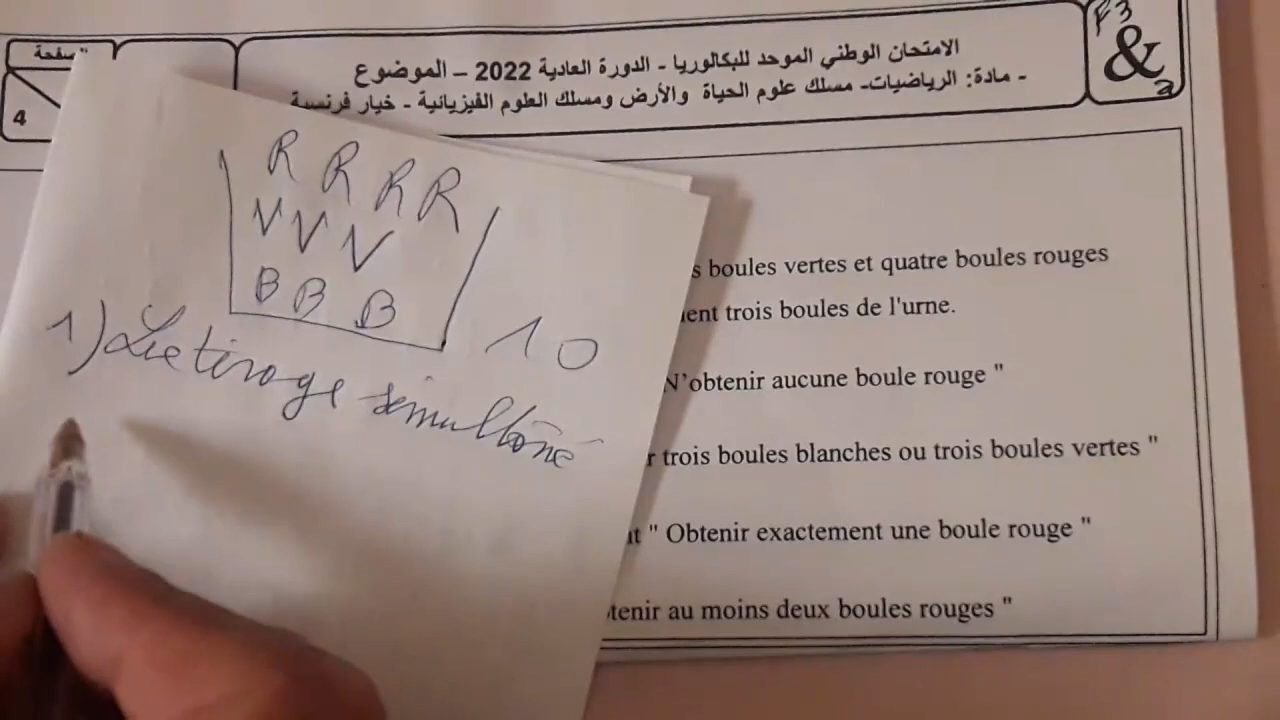 صفحة
4
الامتحان الوطني الموحد للبكالوريا - الدورة العادية 2022 – الموضوع
- مادة: الرياضيات- مسلك علوم الحياة والأرض ومسلك العلوم الفيزيائية - خيار فرنسية
&
R R R R
V V V
B B B
10
1) Le tirage simultané
boules vertes et quatre boules rouges
trois boules de l'urne.
N'obtenir aucune boule rouge "
trois boules blanches ou trois boules vertes "
" Obtenir exactement une boule rouge "
au moins deux boules rouges "